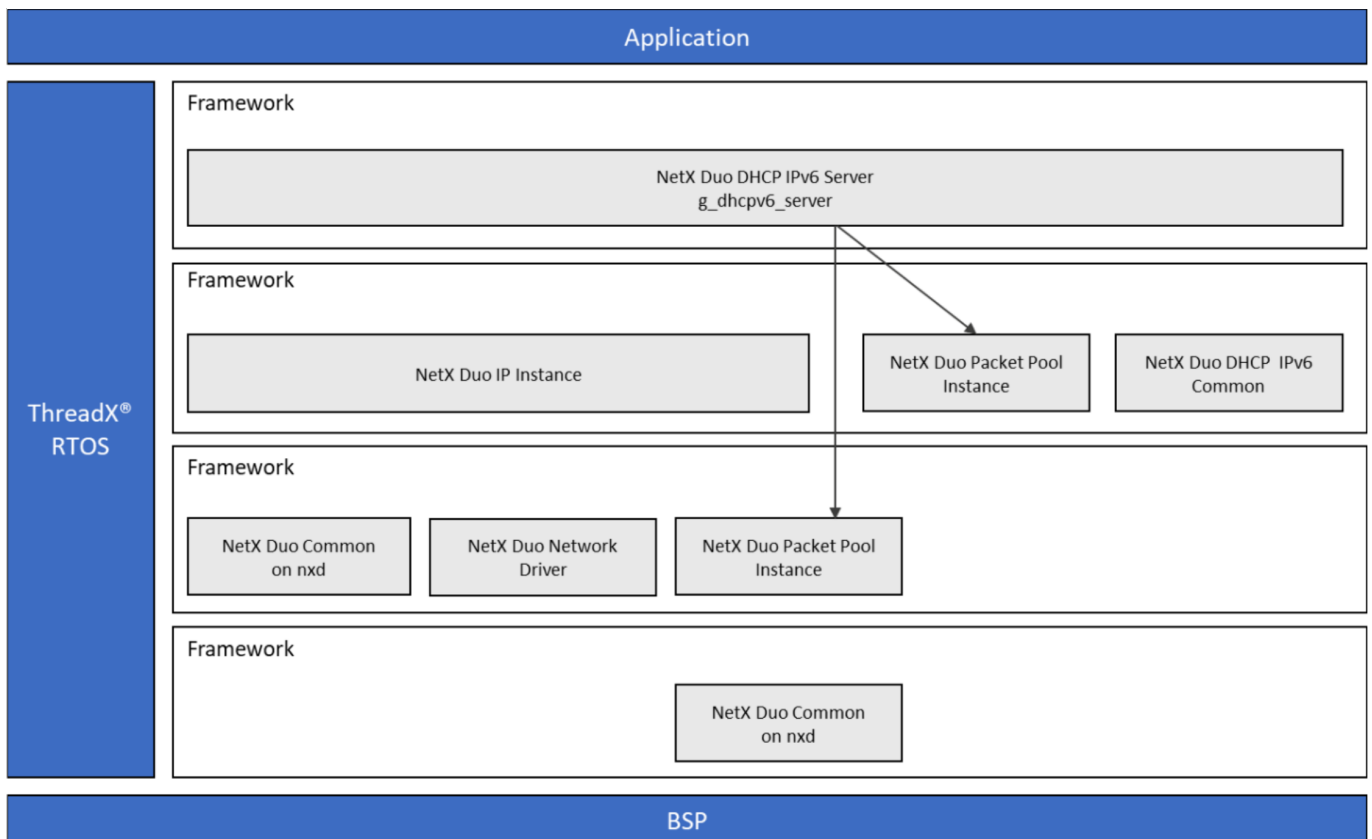 Application
ThreadX®
RTOS
Framework
NetX Duo DHCP IPv6 Server
g_dhcpv6_server
Framework
NetX Duo IP Instance
NetX Duo Packet Pool
Instance
NetX Duo DHCP IPv6
Common
Framework
NetX Duo Common
on nxd
NetX Duo Network
Driver
NetX Duo Packet Pool
Instance
Framework
NetX Duo Common
on nxd
BSP